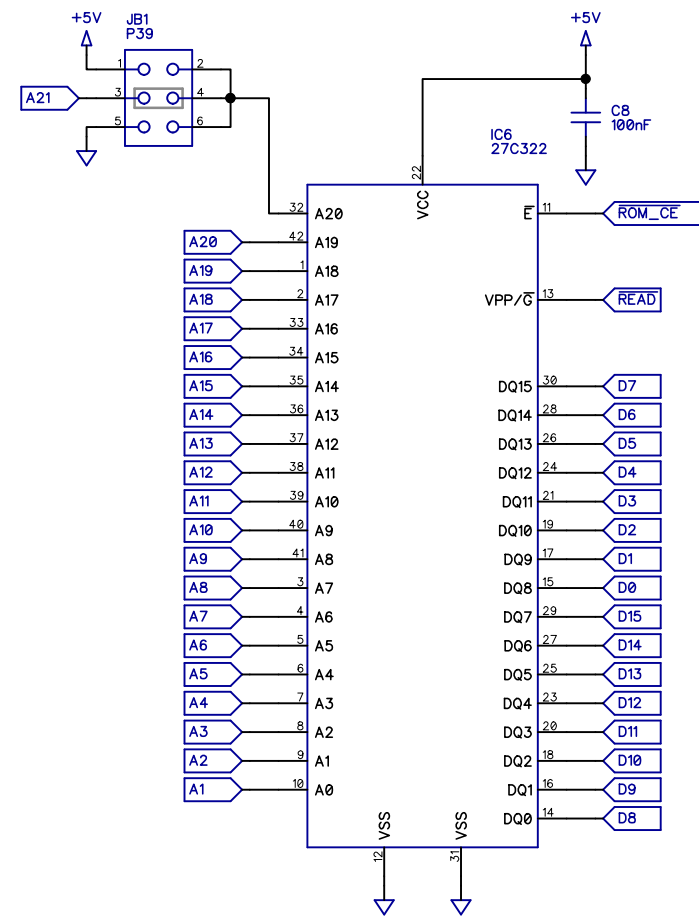 +5V
JB1
P39
1
2
A21
3
4
5
6
+5V
C8
100nF
IC6
27C322
22
VCC
32
A20
E
11
ROM_CE
A20
42
A19
A19
1
A18
A18
2
A17
VPP/G
13
READ
A17
33
A16
A16
34
A15
A15
35
A14
DQ15
30
D7
A14
36
A13
DQ14
28
D6
A13
37
A12
DQ13
26
D5
A12
38
A11
DQ12
24
D4
A11
39
A10
DQ11
21
D3
A10
40
A9
DQ10
19
D2
A9
41
A8
DQ9
17
D1
A8
3
A7
DQ8
15
D0
A7
4
A6
DQ7
29
D15
A6
5
A5
DQ6
27
D14
A5
6
A4
DQ5
25
D13
A4
7
A3
DQ4
23
D12
A3
8
A2
DQ3
20
D11
A2
9
A1
DQ2
18
D10
A1
10
A0
DQ1
16
D9
DQ0
14
D8
VSS
12
VSS
31